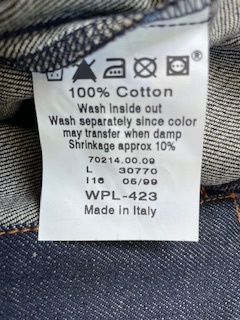 ®
100% Cotton
Wash Inside out
Wash separately since color
may transfer when damp
Shrinkage approx 10%
70214.00.09
L 30770
I16 05/99
WPL-423
Made in Italy